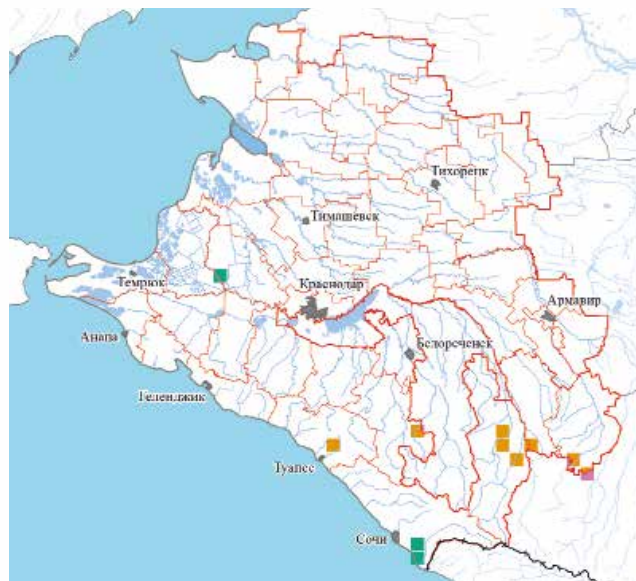 Тихорецк
Тимашевск
Темрюк
Краснодар
Армавир
Анапа
Белореченск
Геленджик
Туапсе
Сочи